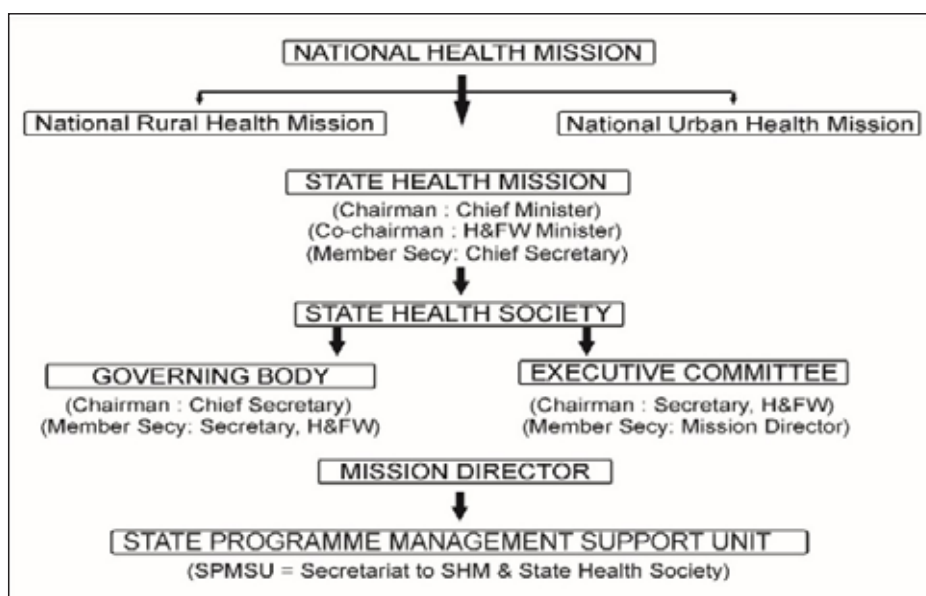 NATIONAL HEALTH MISSION
National Rural Health Mission
National Urban Health Mission
STATE HEALTH MISSION
(Chairman : Chief Minister)
(Co-chairman : H&FW Minister)
(Member Secy: Chief Secretary)
STATE HEALTH SOCIETY
GOVERNING BODY
(Chairman : Chief Secretary)
(Member Secy: Secretary, H&FW)
EXECUTIVE COMMITTEE
(Chairman : Secretary, H&FW)
(Member Secy: Mission Director)
MISSION DIRECTOR
STATE PROGRAMME MANAGEMENT SUPPORT UNIT
(SPMSU = Secretariat to SHM & State Health Society)